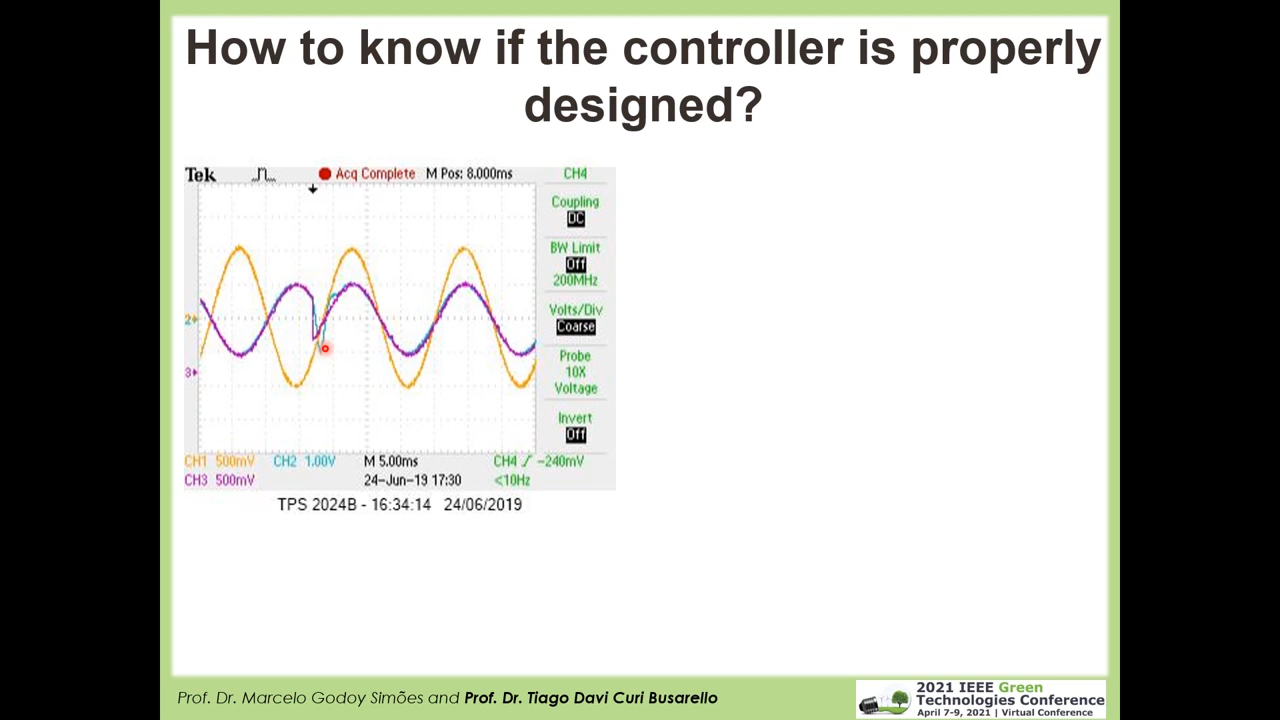 How to know if the controller is properly
designed?
Tek
Acq Complete
M Pos: 8.000ms
CH4
Coupling
DC
BW Limit
Off
200MHz
Volts/Div
Coarse
Probe
10X
Voltage
Invert
Off
2
3
CH1 500mV CH2 1.00V M 5.00ms CH4 -240mV
CH3 500mV 24-Jun-19 17:30 <10Hz
TPS 2024B - 16:34:14 24/06/2019
Prof. Dr. Marcelo Godoy Simões and Prof. Dr. Tiago Davi Curi Busarello
2021 IEEE Green
Technologies Conference
April 7-9, 2021 | Virtual Conference